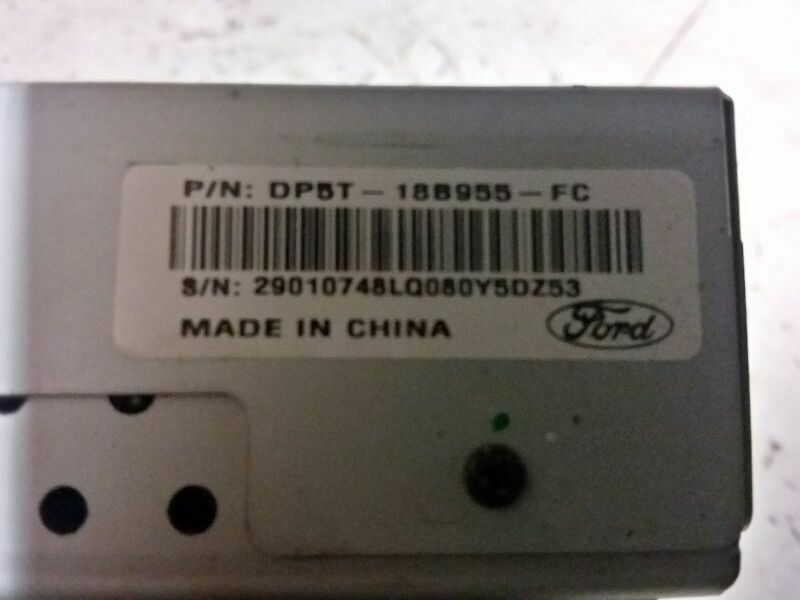 P/N: DP5T-18B955-FC
S/N: 29010748LQ080Y5DZ53
MADE IN CHINA
Ford